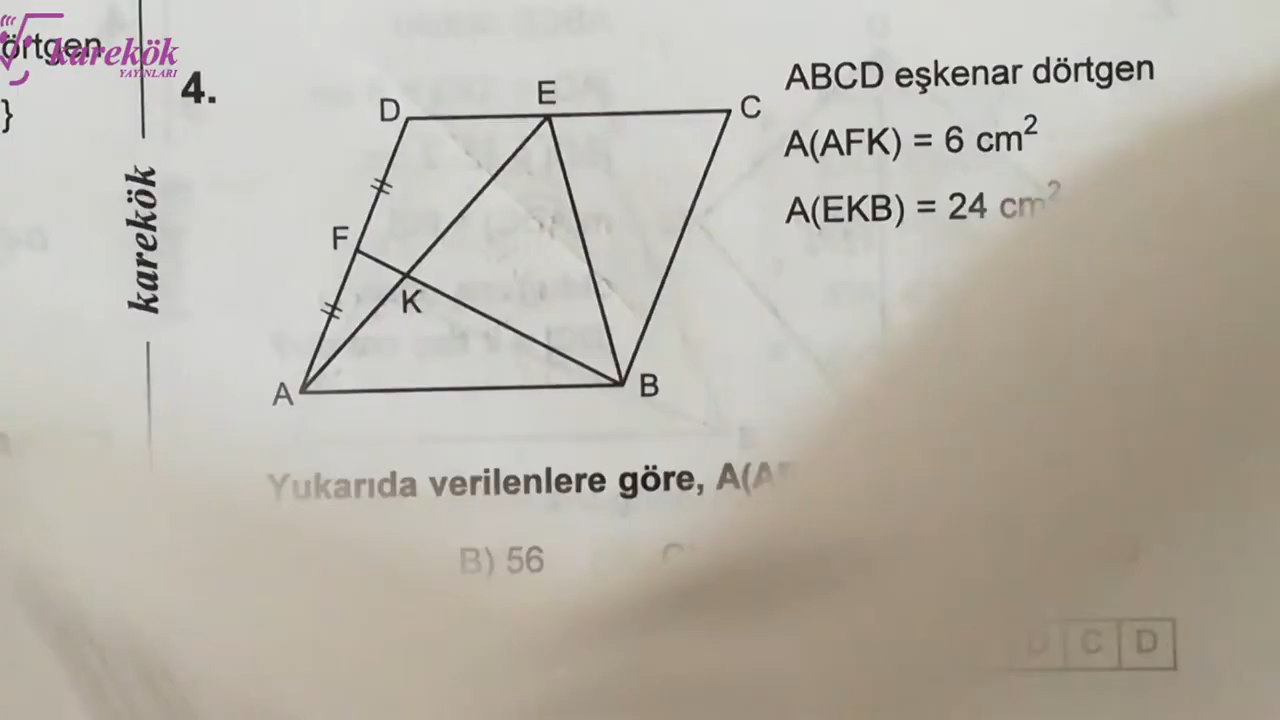 örtgen
karekök
YAYINLARI
}
karekök
4.
D
E
C
F
K
A
B
ABCD eşkenar dörtgen
A(AFK) = 6 cm²
A(EKB) = 24 cm²
Yukarıda verilenlere göre, A(A
B) 56
D C D